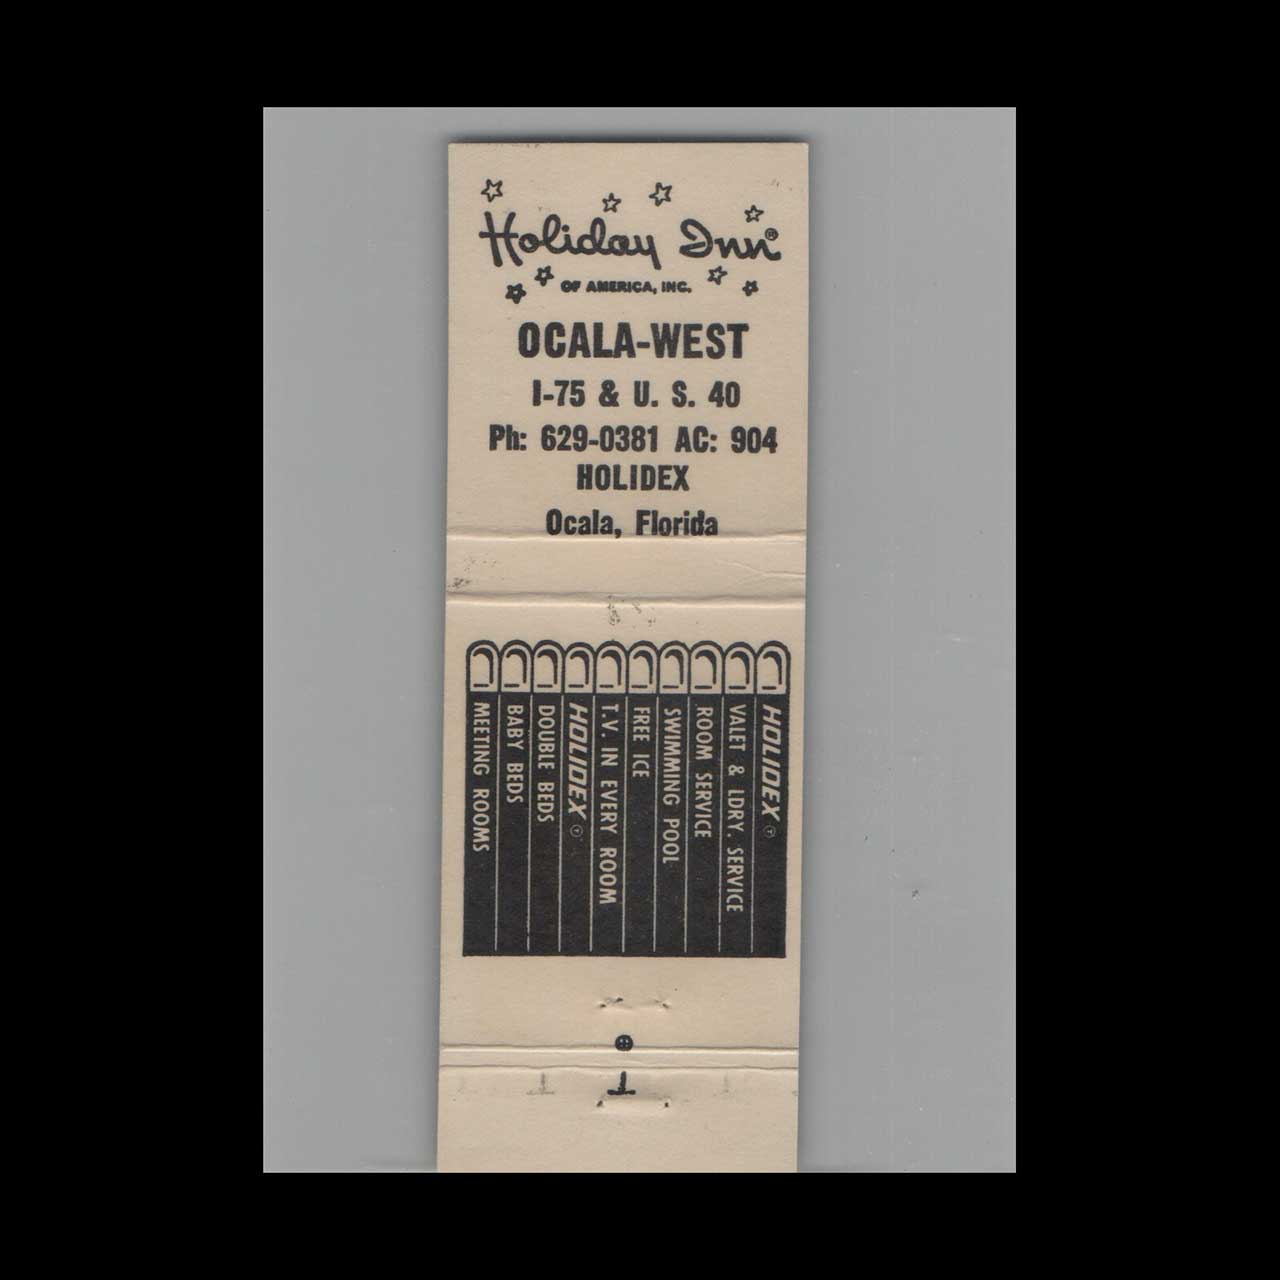 Holiday Inn®
OF AMERICA, INC.
OCALA-WEST
I-75 & U. S. 40
Ph: 629-0381 AC: 904
HOLIDEX
Ocala, Florida
HOLIDEX
VALET & LDRY. SERVICE
ROOM SERVICE
SWIMMING POOL
FREE ICE
T.V. IN EVERY ROOM
HOLIDEX
DOUBLE BEDS
BABY BEDS
MEETING ROOMS